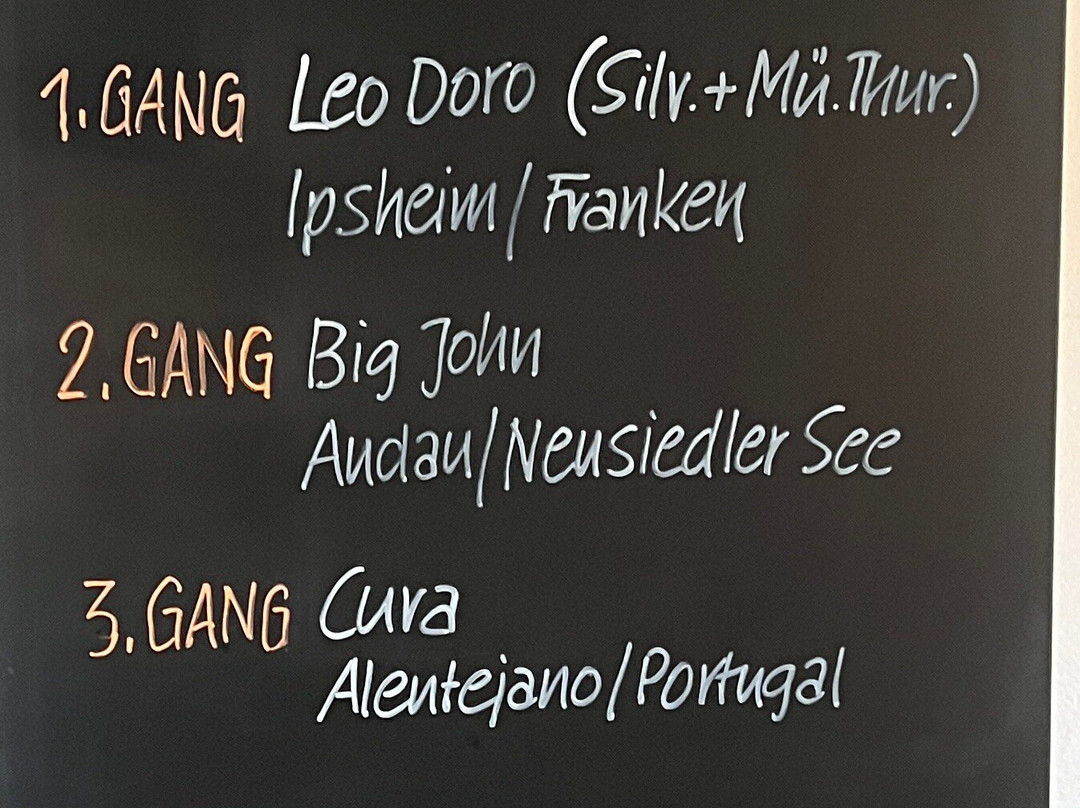 1. GANG Leo Doro (Silv.+Mü.Thur.)
Ipsheim/Franken
2. GANG Big John
Andau/Neusiedler See
3. GANG Cura
Alentejano/Portugal